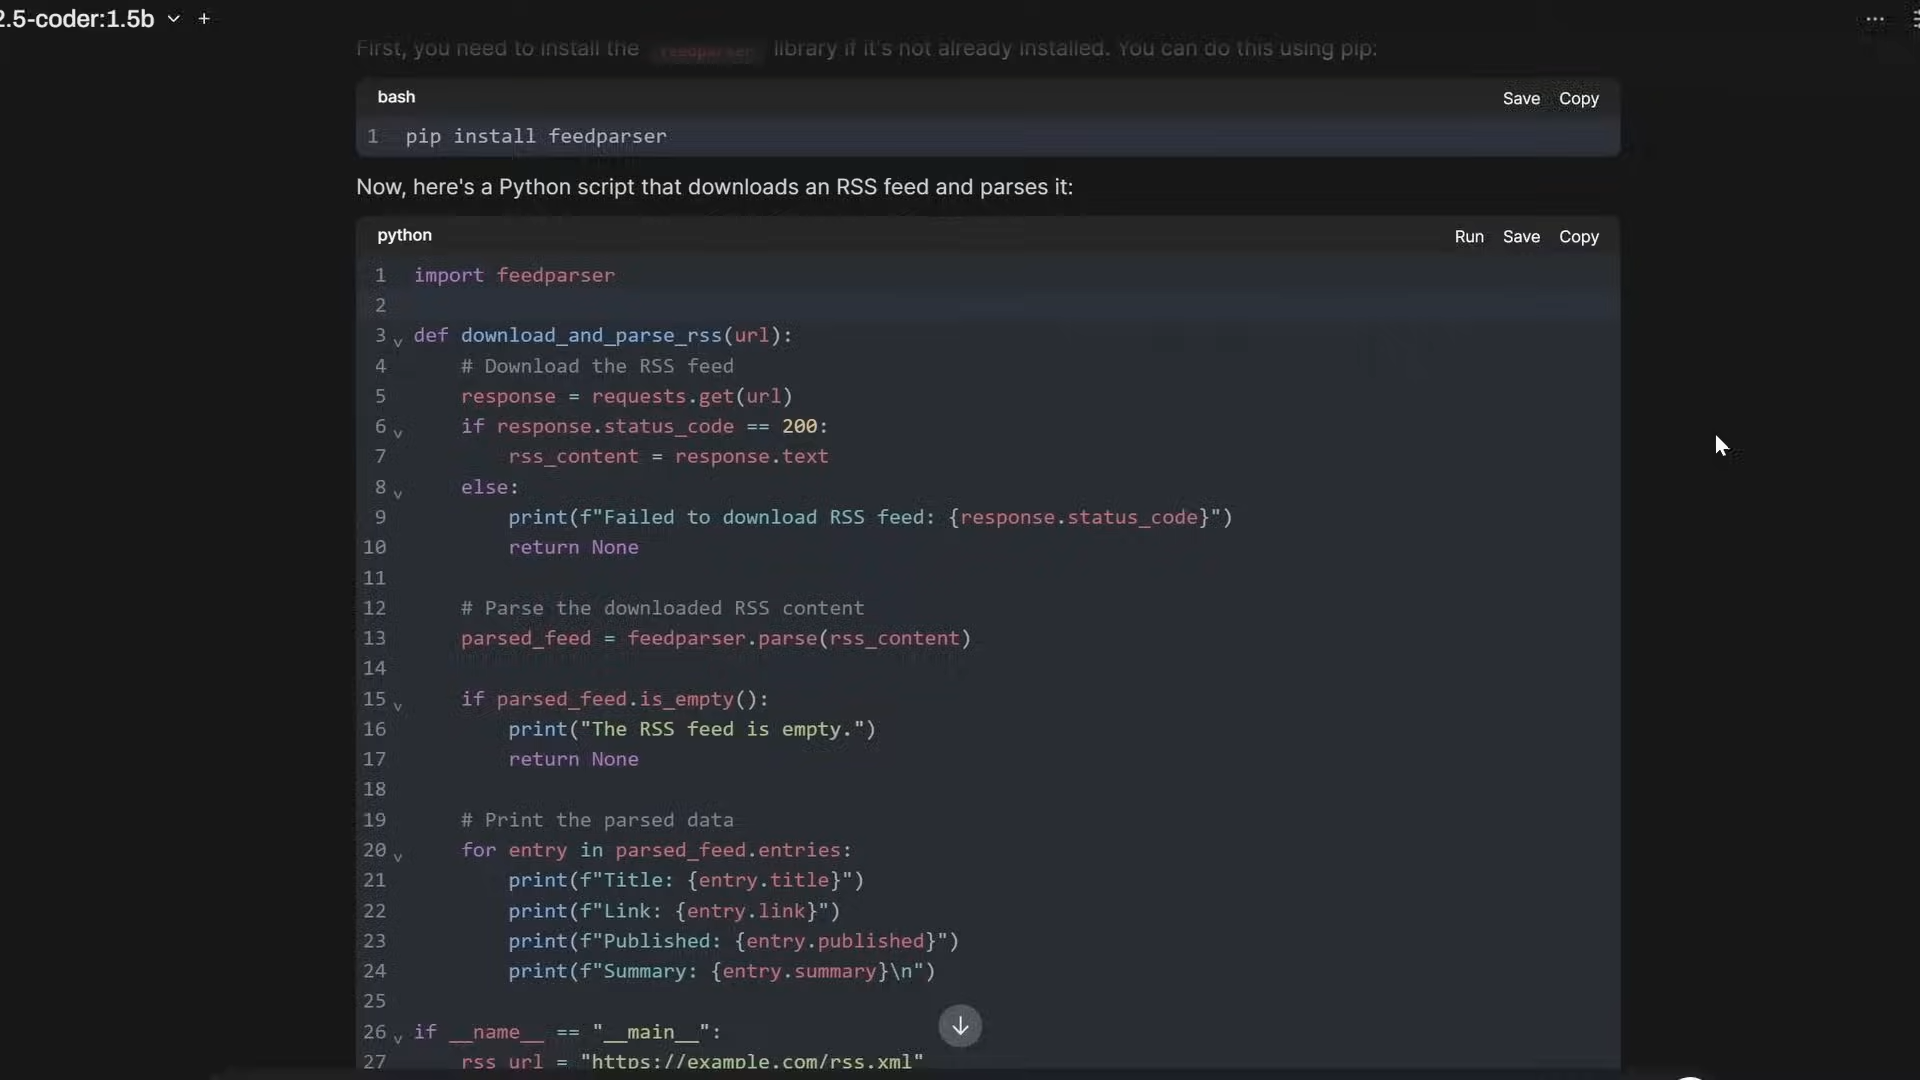 2.5-coder:1.5b
First, you need to install the feedparser library if it's not already installed. You can do this using pip:
bash
Save Copy
1 pip install feedparser
Now, here's a Python script that downloads an RSS feed and parses it:
python
Run Save Copy
1 import feedparser
2
3 def download_and_parse_rss(url):
4     # Download the RSS feed
5     response = requests.get(url)
6     if response.status_code == 200:
7         rss_content = response.text
8     else:
9         print(f"Failed to download RSS feed: {response.status_code}")
10         return None
11
12     # Parse the downloaded RSS content
13     parsed_feed = feedparser.parse(rss_content)
14
15     if parsed_feed.is_empty():
16         print("The RSS feed is empty.")
17         return None
18
19     # Print the parsed data
20     for entry in parsed_feed.entries:
21         print(f"Title: {entry.title}")
22         print(f"Link: {entry.link}")
23         print(f"Published: {entry.published}")
24         print(f"Summary: {entry.summary}\n")
25
26 if __name__ == "__main__":
27     rss_url = "https://example.com/rss.xml"